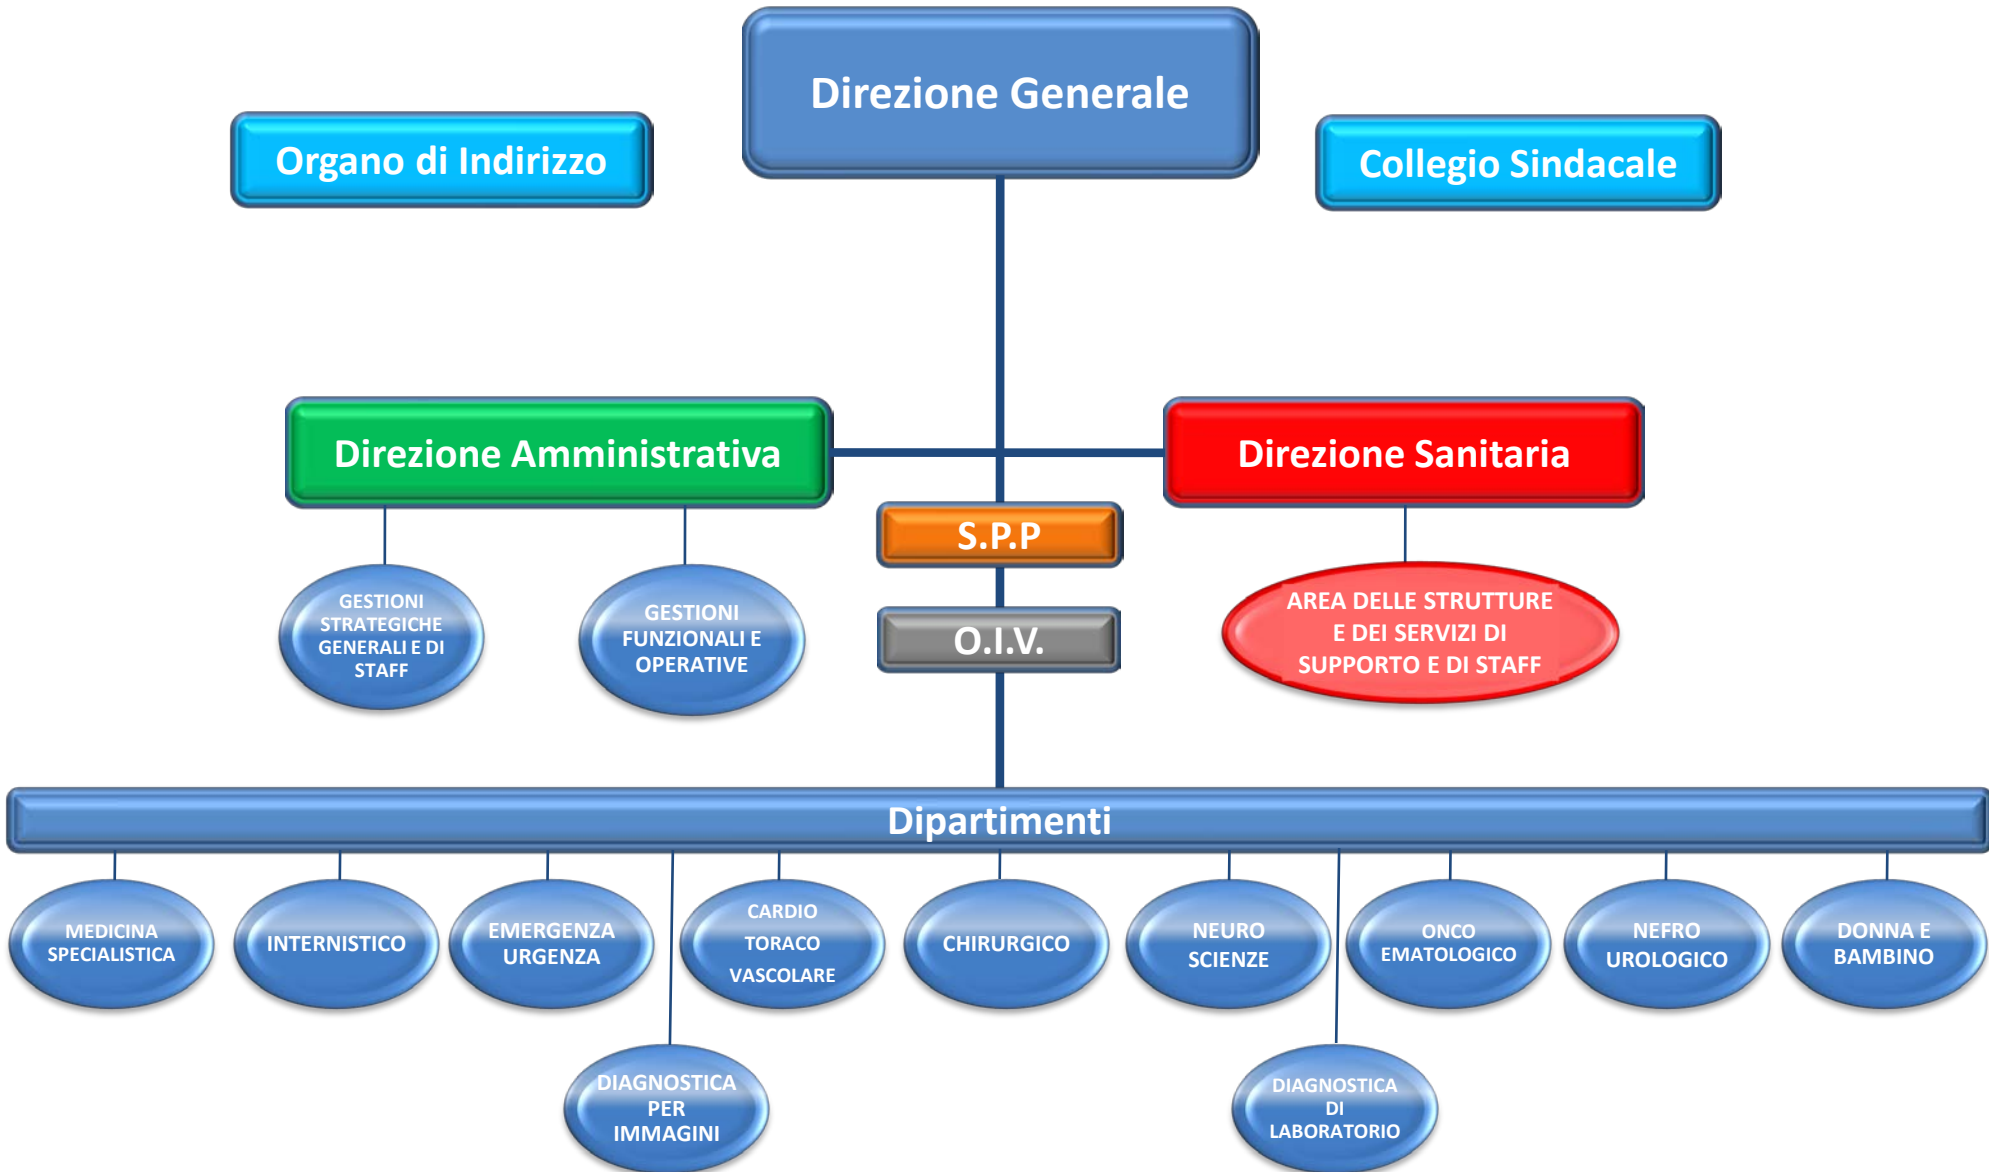 Direzione Generale
Organo di Indirizzo
Collegio Sindacale
Direzione Amministrativa
Direzione Sanitaria
S.P.P
GESTIONI
STRATEGICHE
GENERALI E DI
STAFF
GESTIONI
FUNZIONALI E
OPERATIVE
O.I.V.
AREA DELLE STRUTTURE
E DEI SERVIZI DI
SUPPORTO E DI STAFF
Dipartimenti
MEDICINA
SPECIALISTICA
INTERNISTICO
EMERGENZA
URGENZA
CARDIO
TORACO
VASCOLARE
CHIRURGICO
NEURO
SCIENZE
ONCO
EMATOLOGICO
NEFRO
UROLOGICO
DONNA E
BAMBINO
DIAGNOSTICA
PER
IMMAGINI
DIAGNOSTICA
DI
LABORATORIO